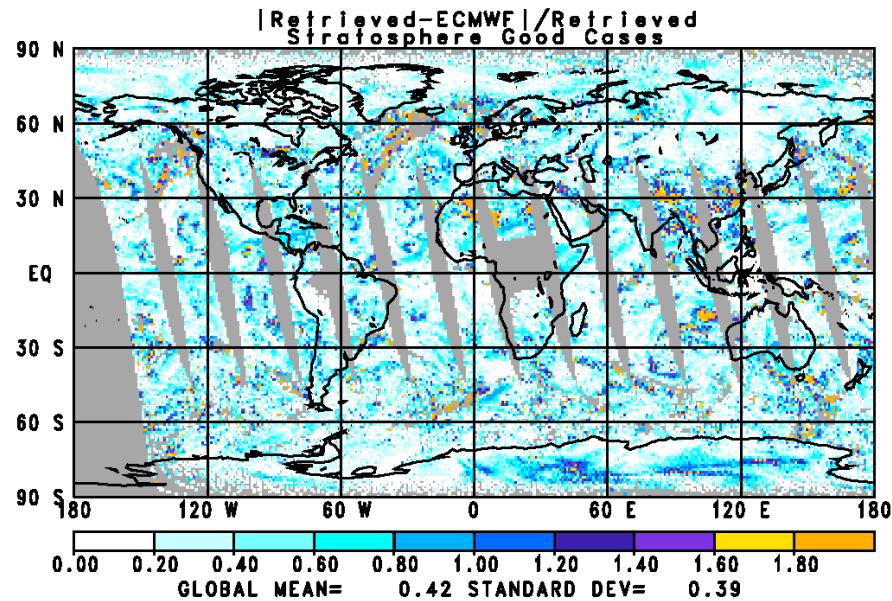 |Retrieved-ECMWF|/Retrieved
Stratosphere Good Cases
90 N
60 N
30 N
EQ
30 S
60 S
90 S
180 120 W 60 W 0 60 E 120 E 180
0.00 0.20 0.40 0.60 0.80 1.00 1.20 1.40 1.60 1.80
GLOBAL MEAN= 0.42 STANDARD DEV= 0.39